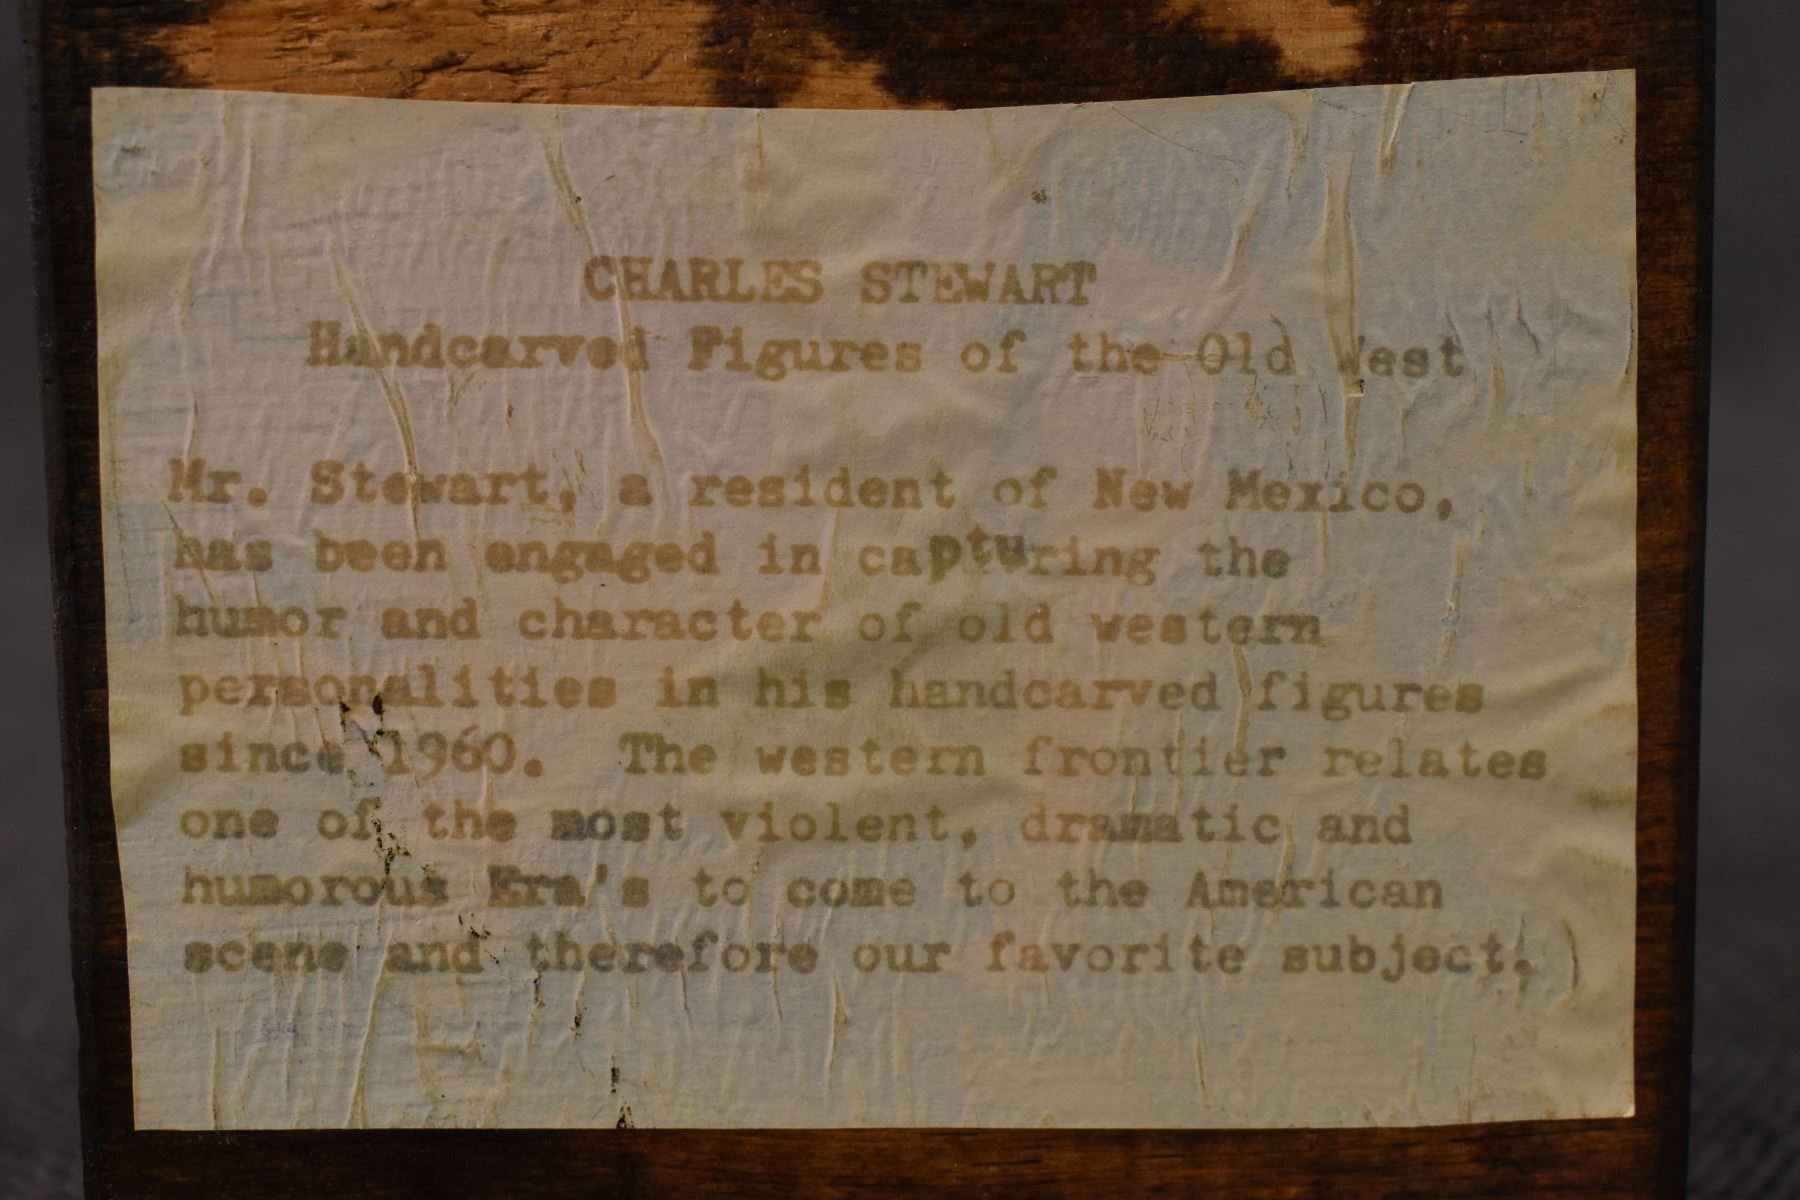 CHARLES STEWART
Handcarved Figures of the Old West
Mr. Stewart, a resident of New Mexico,
has been engaged in capturing the
humor and character of old western
personalities in his handcarved figures
since 1960.  The western frontier relates
one of the most violent, dramatic and
humorous Era's to come to the American
scene and therefore our favorite subject.